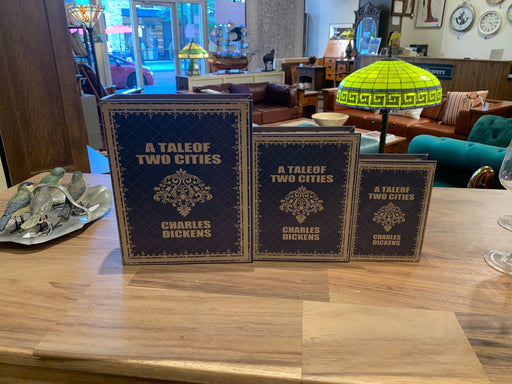 A TALEOF
TWO CITIES
CHARLES
DICKENS
A TALEOF
TWO CITIES
CHARLES
DICKENS
A TALEOF
TWO CITIES
CHARLES
DICKENS